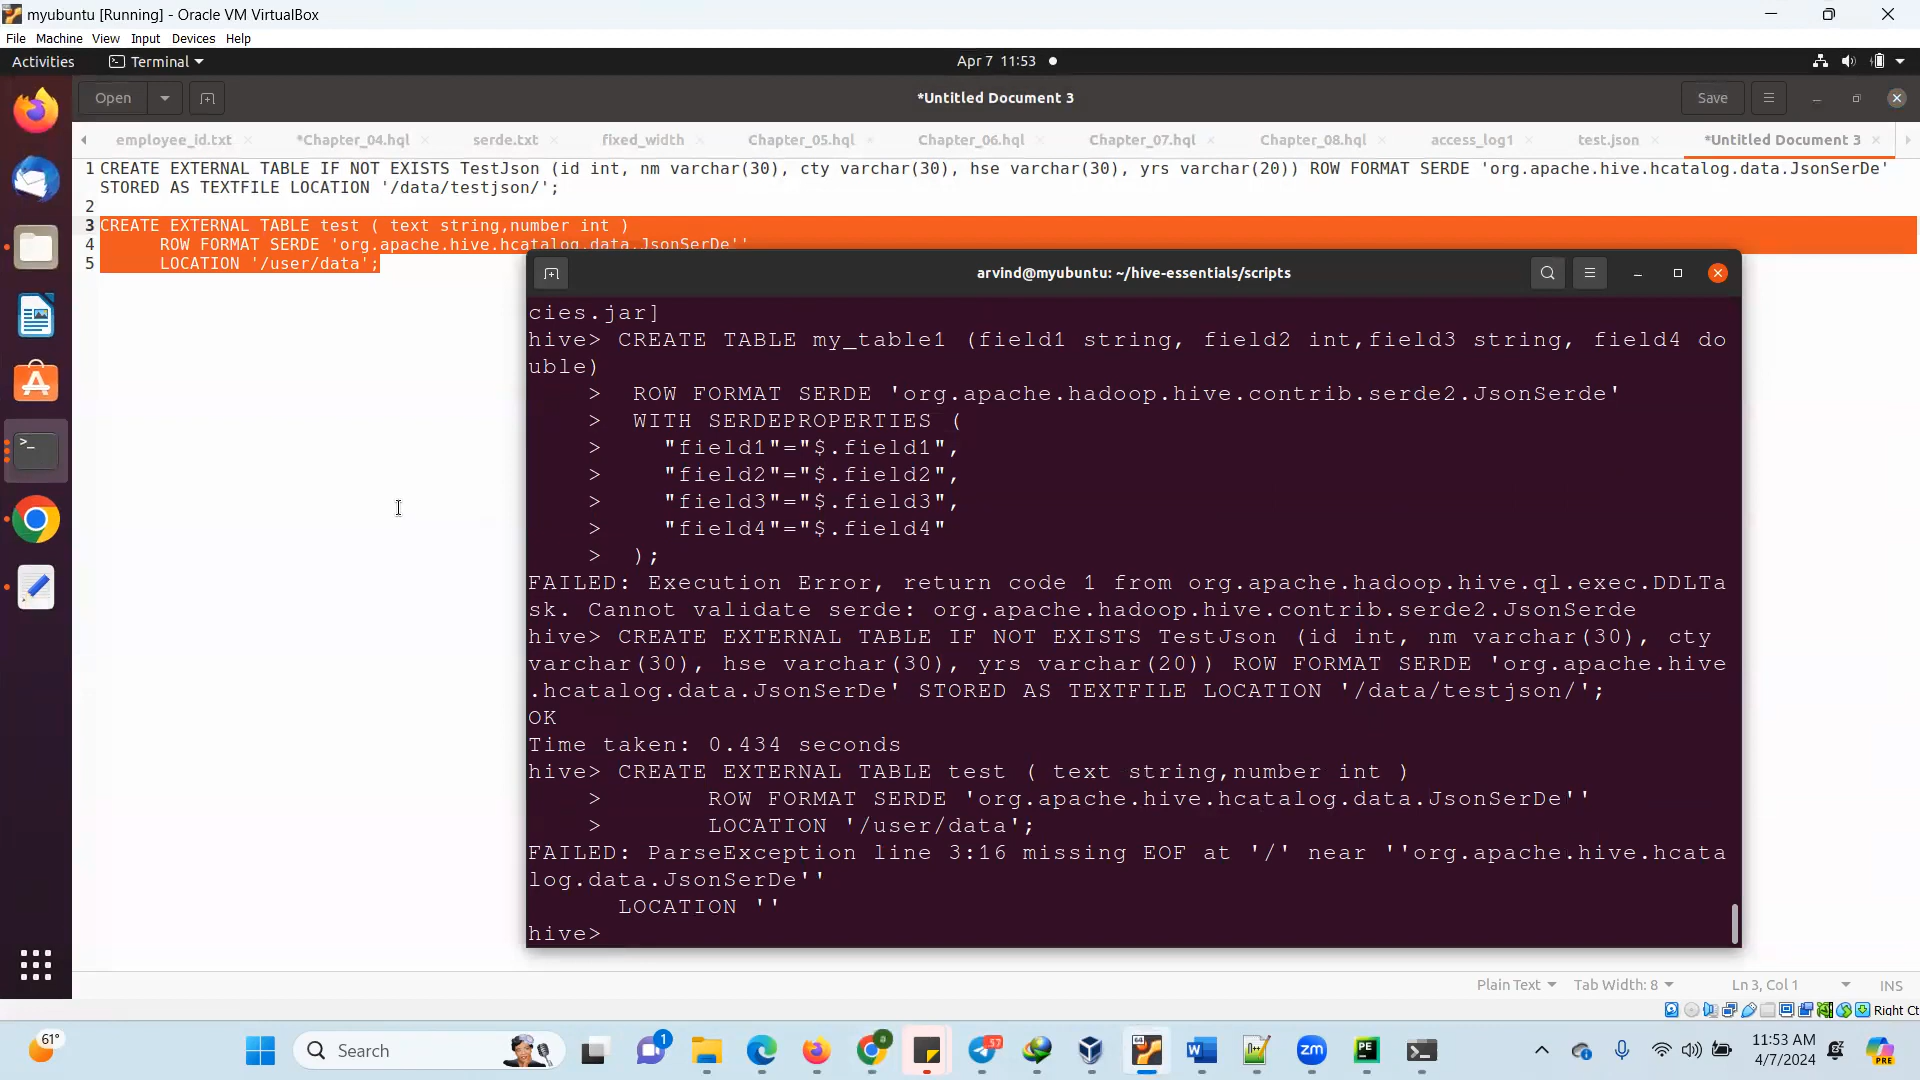 myubuntu [Running] - Oracle VM VirtualBox
File Machine View Input Devices Help
Activities Terminal Apr 7 11:53
Open *Untitled Document 3 Save
employee_id.txt *Chapter_04.hql serde.txt fixed_width Chapter_05.hql Chapter_06.hql Chapter_07.hql Chapter_08.hql access_log1 test.json *Untitled Document 3
1 CREATE EXTERNAL TABLE IF NOT EXISTS TestJson (id int, nm varchar(30), cty varchar(30), hse varchar(30), yrs varchar(20)) ROW FORMAT SERDE 'org.apache.hive.hcatalog.data.JsonSerDe'
STORED AS TEXTFILE LOCATION '/data/testjson/';
2
3 CREATE EXTERNAL TABLE test ( text string,number int )
4 ROW FORMAT SERDE 'org.apache.hive.hcatalog.data.JsonSerDe''
5 LOCATION '/user/data';
arvind@myubuntu: ~/hive-essentials/scripts
cies.jar]
hive> CREATE TABLE my_table1 (field1 string, field2 int,field3 string, field4 do
uble)
> ROW FORMAT SERDE 'org.apache.hadoop.hive.contrib.serde2.JsonSerde'
> WITH SERDEPROPERTIES (
> "field1"="$.field1",
> "field2"="$.field2",
> "field3"="$.field3",
> "field4"="$.field4"
> );
FAILED: Execution Error, return code 1 from org.apache.hadoop.hive.ql.exec.DDLTa
sk. Cannot validate serde: org.apache.hadoop.hive.contrib.serde2.JsonSerde
hive> CREATE EXTERNAL TABLE IF NOT EXISTS TestJson (id int, nm varchar(30), cty
varchar(30), hse varchar(30), yrs varchar(20)) ROW FORMAT SERDE 'org.apache.hive
.hcatalog.data.JsonSerDe' STORED AS TEXTFILE LOCATION '/data/testjson/';
OK
Time taken: 0.434 seconds
hive> CREATE EXTERNAL TABLE test ( text string,number int )
> ROW FORMAT SERDE 'org.apache.hive.hcatalog.data.JsonSerDe''
> LOCATION '/user/data';
FAILED: ParseException line 3:16 missing EOF at '/' near ''org.apache.hive.hcata
log.data.JsonSerDe''
LOCATION ''
hive>
Plain Text Tab Width: 8 Ln 3, Col 1 INS
Right Ct
61° Search 1 57 11:53 AM
4/7/2024